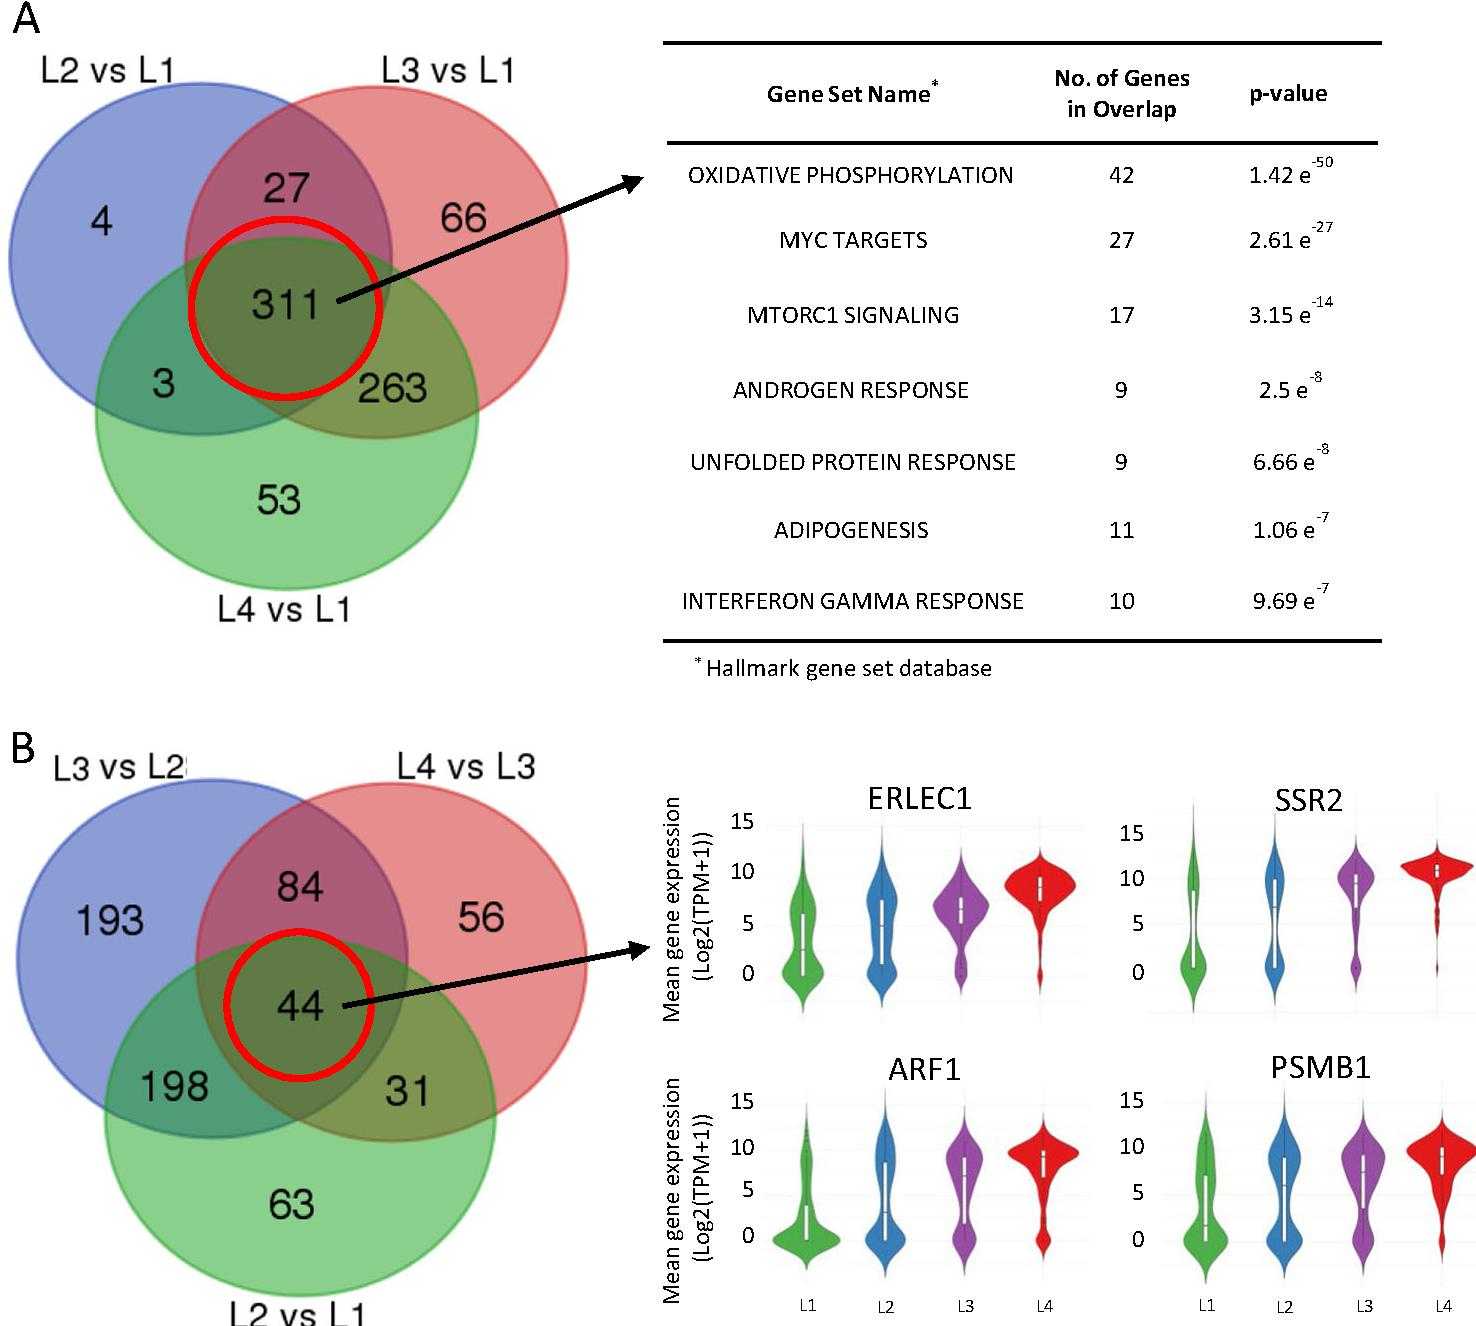 A
L2 vs L1
L3 vs L1
4
27
66
311
3
263
53
L4 vs L1
Gene Set Name*
No. of Genes
in Overlap
p-value
OXIDATIVE PHOSPHORYLATION 42 1.42 e-50
MYC TARGETS 27 2.61 e-27
MTORC1 SIGNALING 17 3.15 e-14
ANDROGEN RESPONSE 9 2.5 e-8
UNFOLDED PROTEIN RESPONSE 9 6.66 e-8
ADIPOGENESIS 11 1.06 e-7
INTERFERON GAMMA RESPONSE 10 9.69 e-7
* Hallmark gene set database
B
L3 vs L2
L4 vs L3
193
84
56
44
198
31
63
L2 vs L1
Mean gene expression
(Log2(TPM+1))
ERLEC1
15
10
5
0
SSR2
15
10
5
0
Mean gene expression
(Log2(TPM+1))
ARF1
15
10
5
0
L1 L2 L3 L4
PSMB1
15
10
5
0
L1 L2 L3 L4